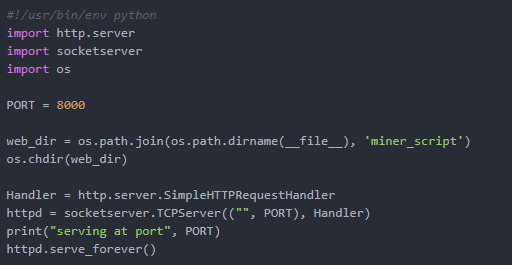 #!/usr/bin/env python
import http.server
import socketserver
import os
PORT = 8000
web_dir = os.path.join(os.path.dirname(__file__), 'miner_script')
os.chdir(web_dir)
Handler = http.server.SimpleHTTPRequestHandler
httpd = socketserver.TCPServer(("", PORT), Handler)
print("serving at port", PORT)
httpd.serve_forever()